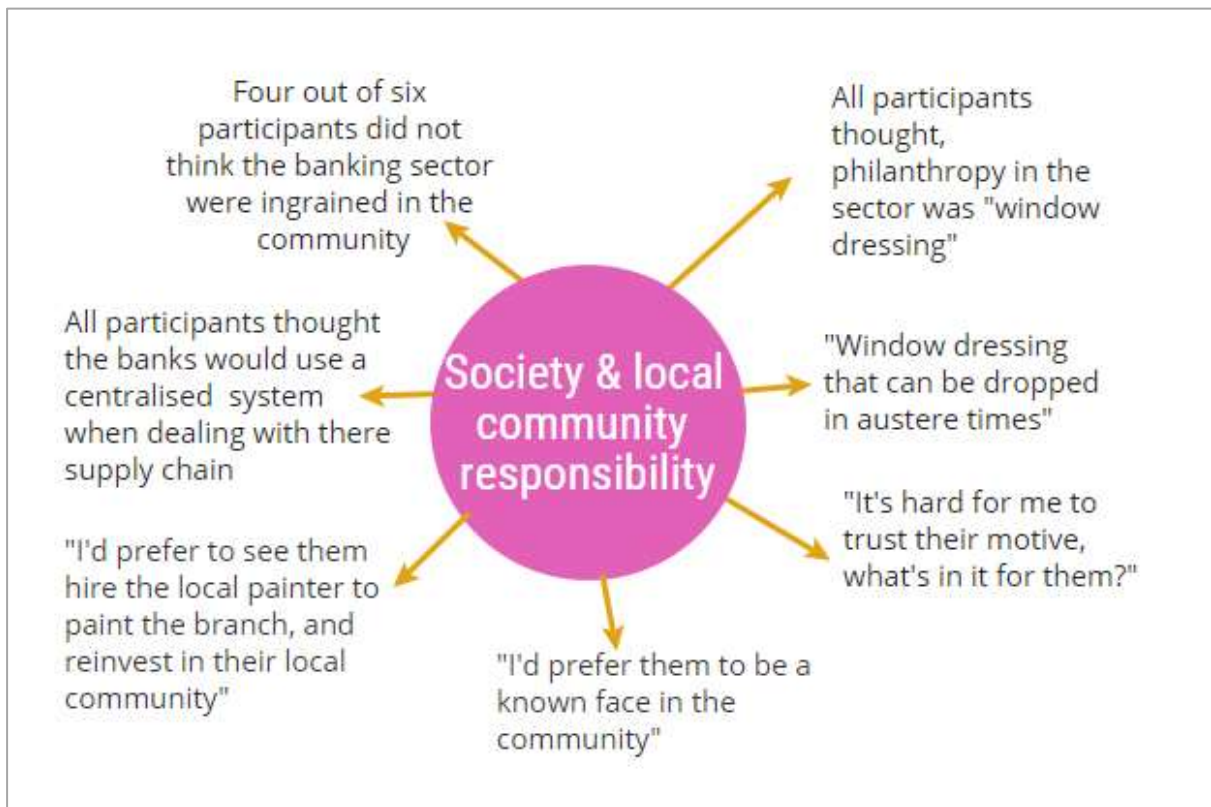 Four out of six
participants did not
think the banking sector
were ingrained in the
community
All participants
thought,
philanthropy in the
sector was "window
dressing"
All participants thought
the banks would use a
centralised system
when dealing with there
supply chain
Society & local
community
responsibility
"Window dressing
that can be dropped
in austere times"
"It's hard for me to
trust their motive,
what's in it for them?"
"I'd prefer to see them
hire the local painter to
paint the branch, and
reinvest in their local
community"
"I'd prefer them to be a
known face in the
community"